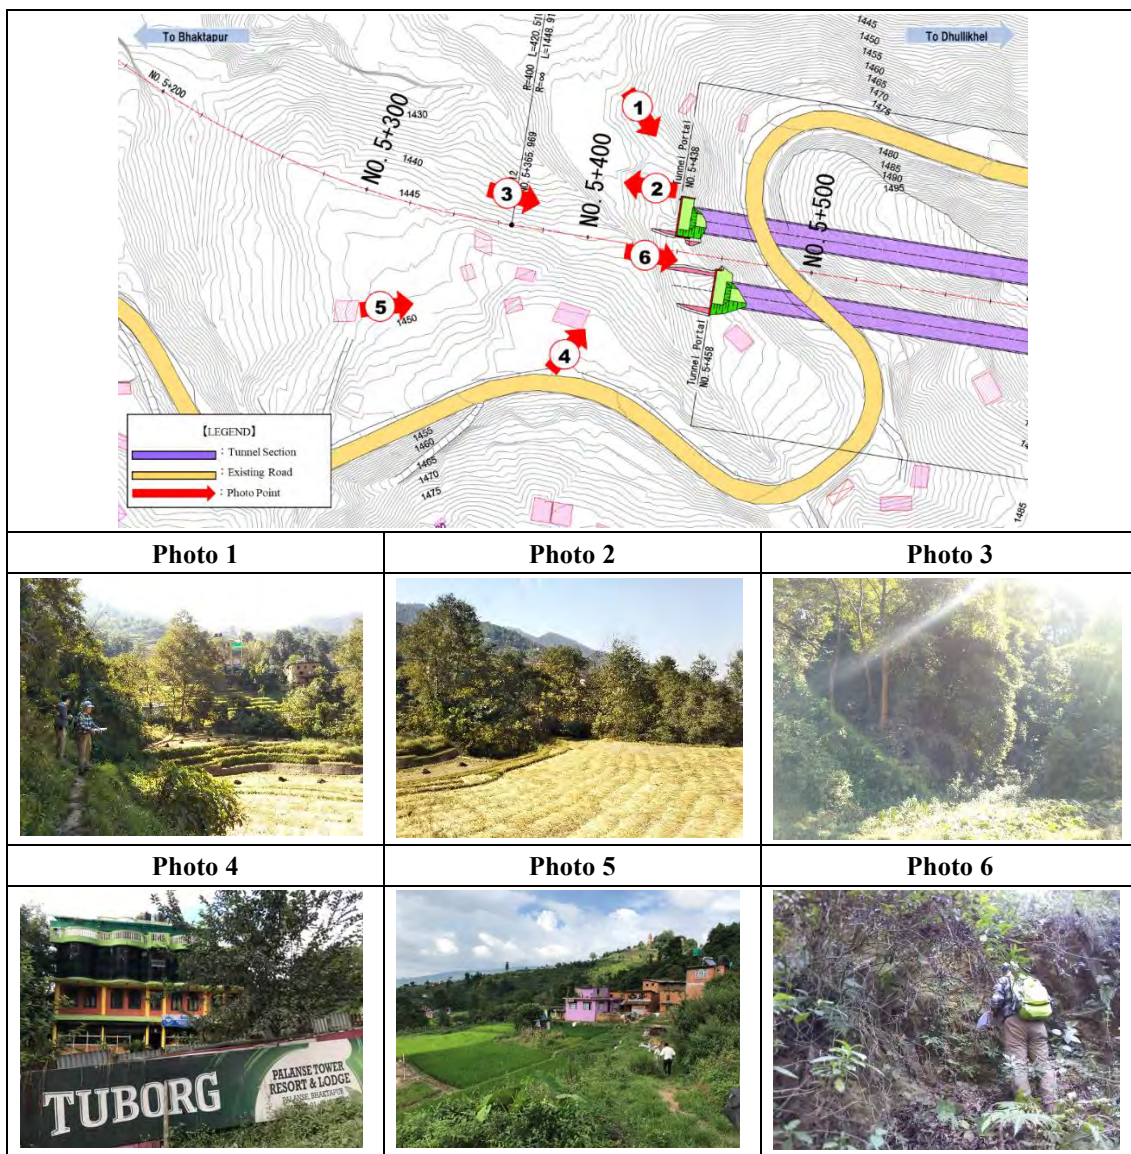 To Bhaktapur
To Dhullikhel
NO. 5+200
NO. 5+300
R=400 L=420.510
R=∞ L=1448.91
NO. 5+365.969
NO. 5+400
NO. 5+500
Tunnel Portal
NO. 5+438
Tunnel Portal
NO. 5+458
1430
1440
1445
1450
1445
1450
1455
1460
1465
1470
1475
1480
1485
1490
1495
1455
1460
1465
1470
1475
1485
1
2
3
4
5
6
【LEGEND】
: Tunnel Section
: Existing Road
: Photo Point
Photo 1
Photo 2
Photo 3
Photo 4
Photo 5
Photo 6
TUBORG
PALANSE TOWER
RESORT & LODGE
PALANSE, BHAKTAPUR